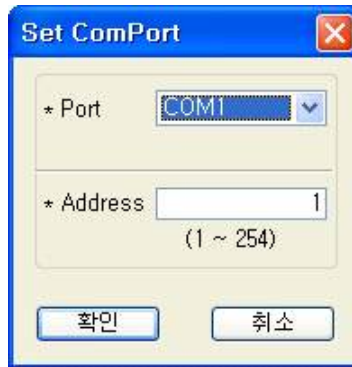 Set ComPort
* Port COM1
* Address 1
(1 ~ 254)
확인 취소